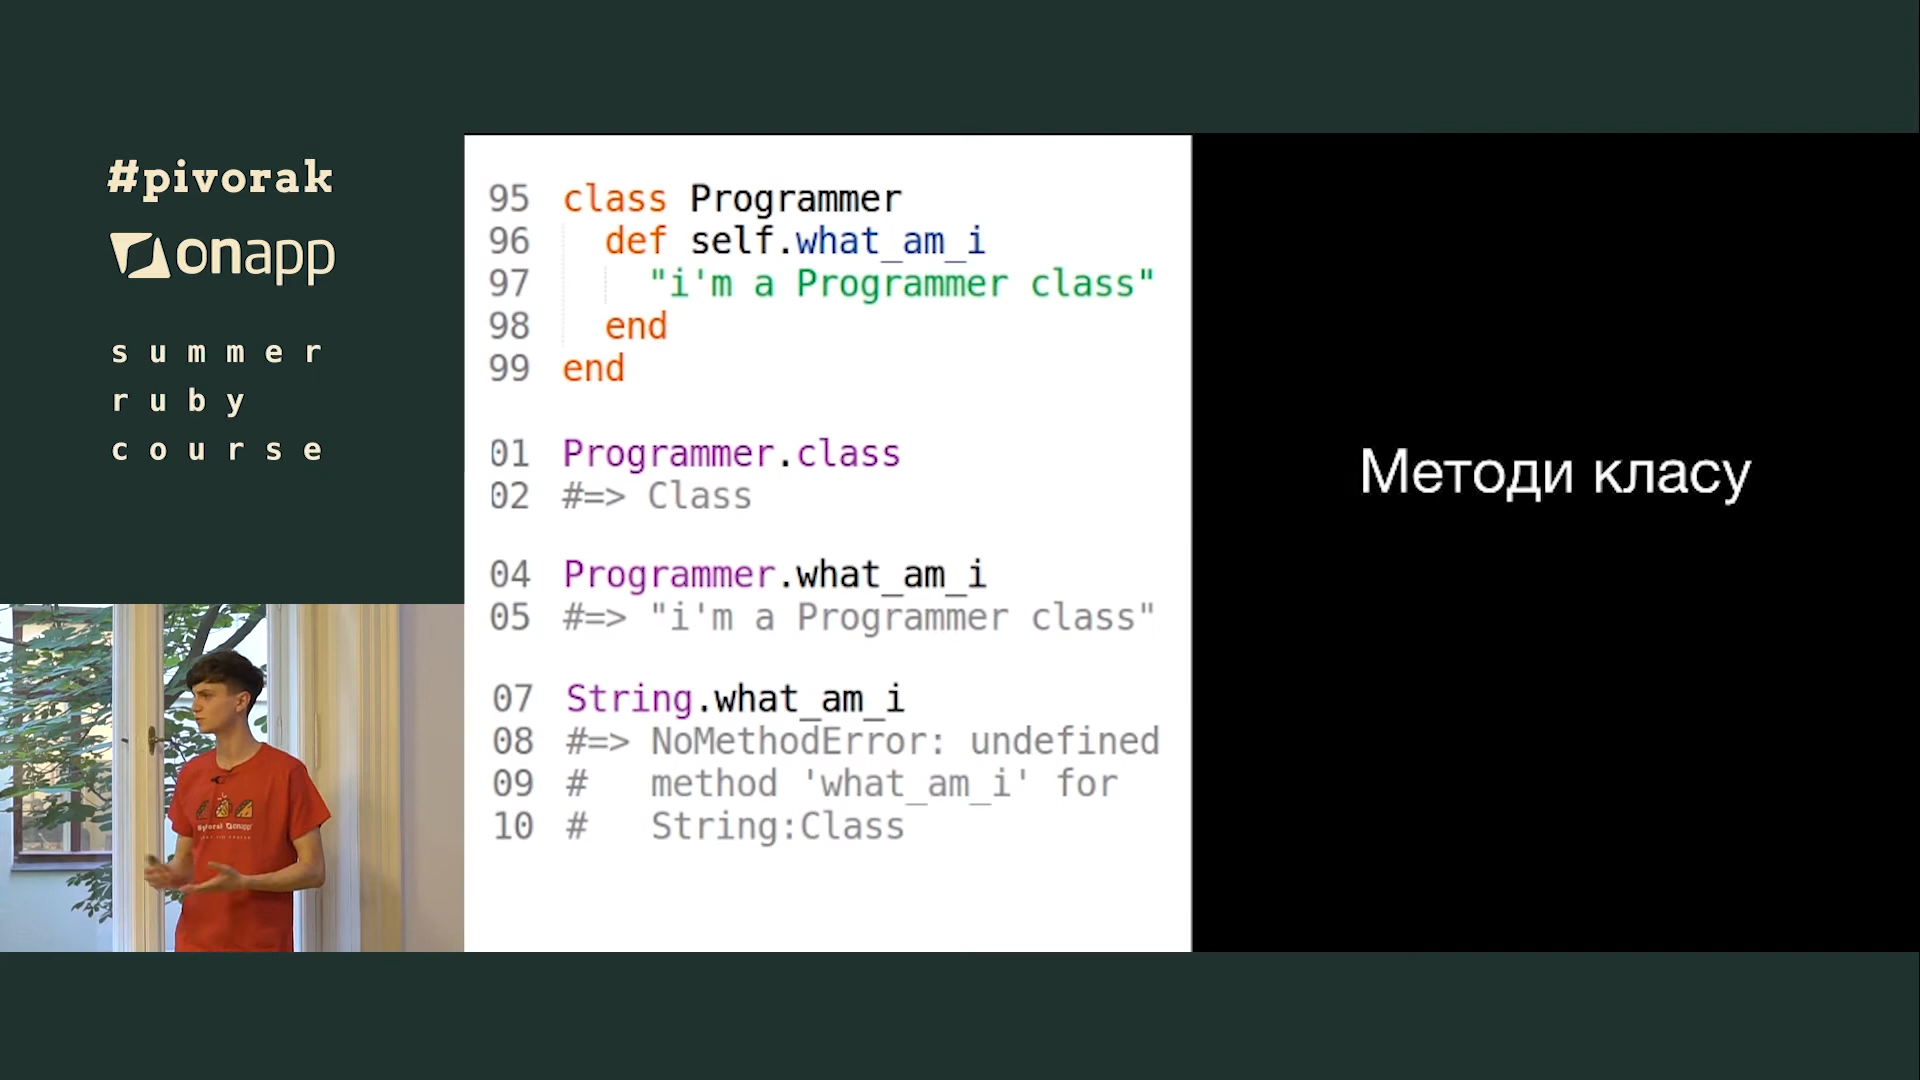 #pivorak
onapp
summer
ruby
course
95 class Programmer
96 def self.what_am_i
97 "i'm a Programmer class"
98 end
99 end
01 Programmer.class
02 #=> Class
04 Programmer.what_am_i
05 #=> "i'm a Programmer class"
07 String.what_am_i
08 #=> NoMethodError: undefined
09 # method 'what_am_i' for
10 # String:Class
Методи класу